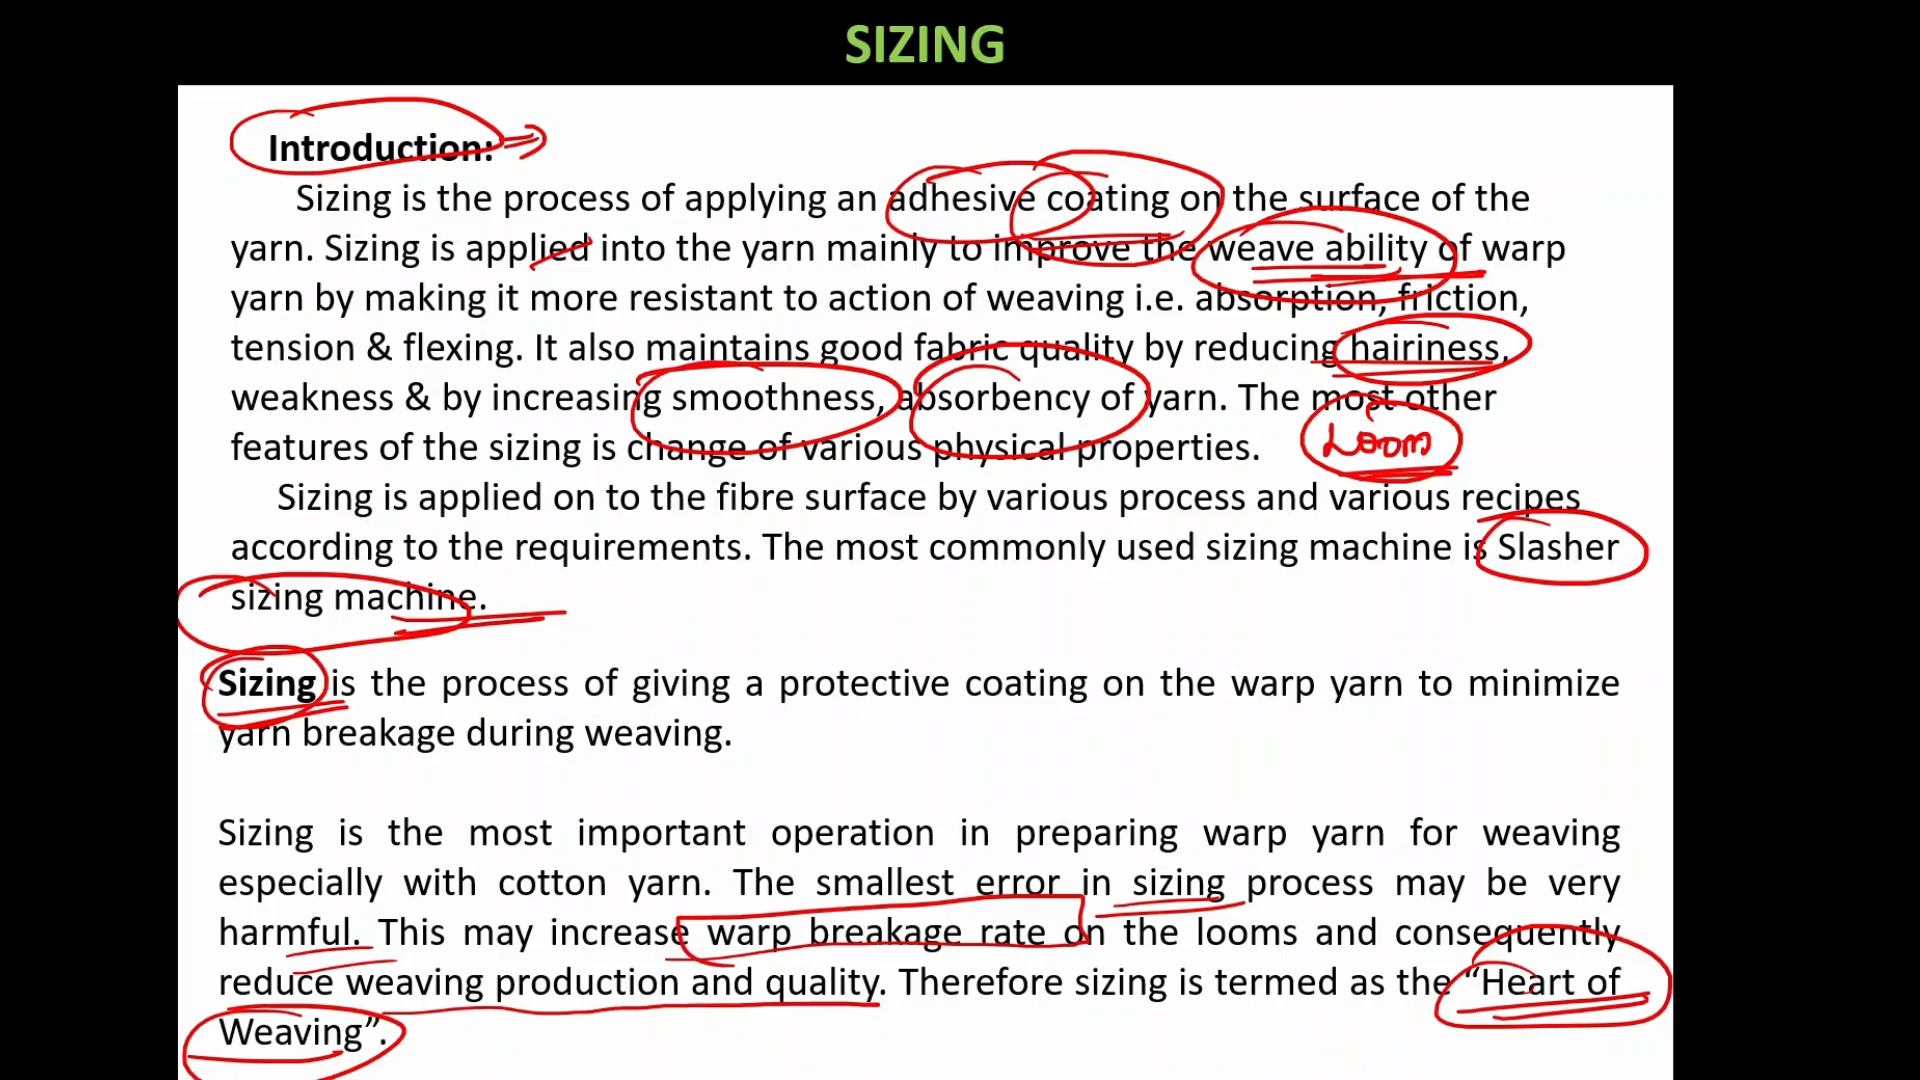 SIZING
Introduction:
Sizing is the process of applying an adhesive coating on the surface of the
yarn. Sizing is applied into the yarn mainly to improve the weave ability of warp
yarn by making it more resistant to action of weaving i.e. absorption, friction,
tension & flexing. It also maintains good fabric quality by reducing hairiness,
weakness & by increasing smoothness, absorbency of yarn. The most other
features of the sizing is change of various physical properties. Loom
Sizing is applied on to the fibre surface by various process and various recipes
according to the requirements. The most commonly used sizing machine is Slasher
sizing machine.
Sizing is the process of giving a protective coating on the warp yarn to minimize
yarn breakage during weaving.
Sizing is the most important operation in preparing warp yarn for weaving
especially with cotton yarn. The smallest error in sizing process may be very
harmful. This may increase warp breakage rate on the looms and consequently
reduce weaving production and quality. Therefore sizing is termed as the “Heart of
Weaving”.